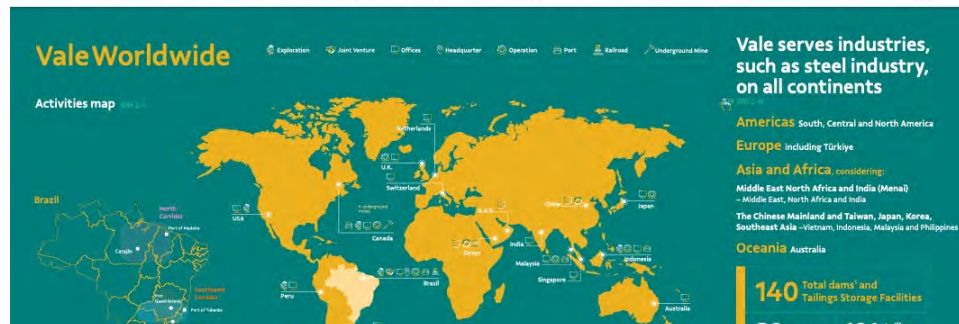 Vale Worldwide
Exploration
Joint Venture
Offices
Headquarter
Operation
Port
Railroad
Underground Mine
Activities map
Netherlands
U.K.
Switzerland
USA
Canada
U.A.E.
China
Japan
Oman
India
Malaysia
Singapore
Indonesia
Peru
Brazil
Australia
Brazil
North
Corridor
Carajás
Southeast
Corridor
Port of Tubarão
Vale serves industries,
such as steel industry,
on all continents
Americas South, Central and North America
Europe including Türkiye
Asia and Africa, considering:
Middle East North Africa and India (Menai)
– Middle East, North Africa and India
The Chinese Mainland and Taiwan, Japan, Korea,
Southeast Asia –Vietnam, Indonesia, Malaysia and Philippines
Oceania Australia
140 Total dams' and
Tailings Storage Facilities